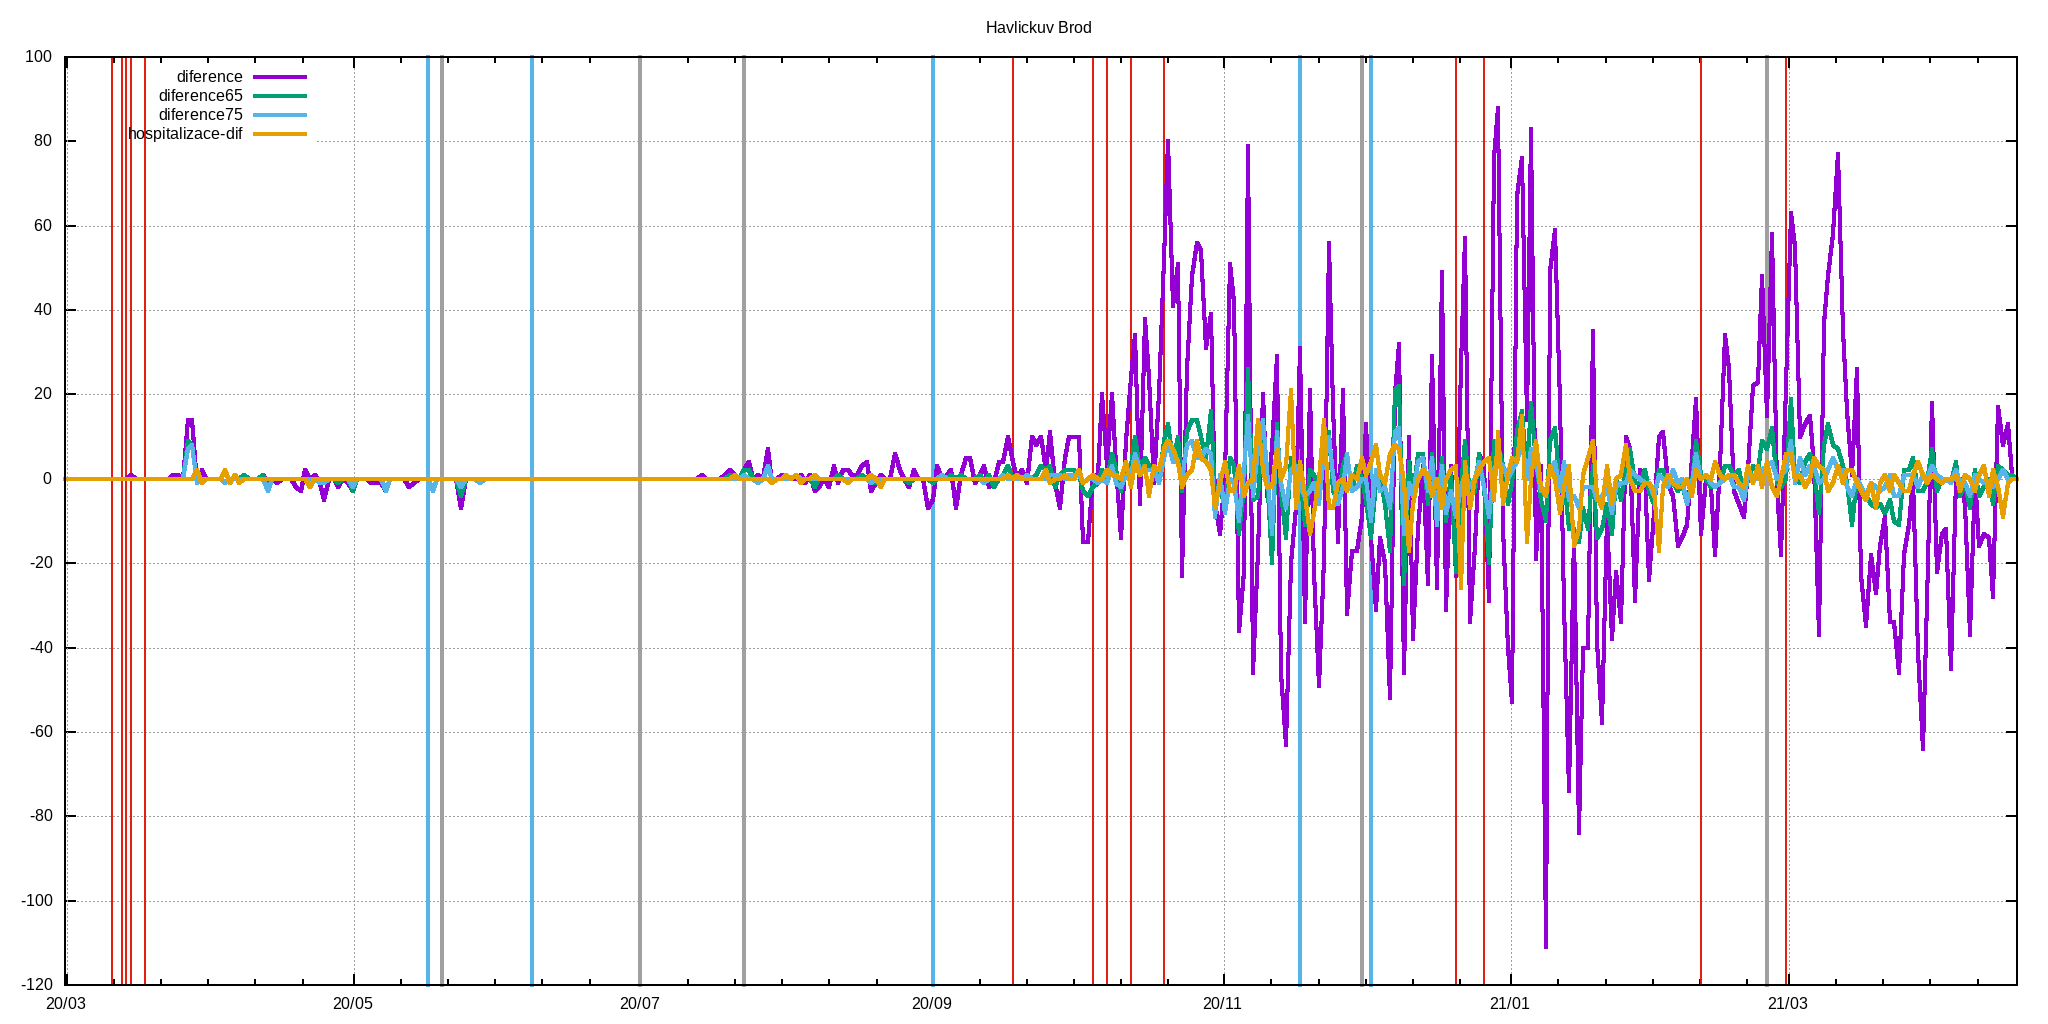 Havlickuv Brod
100
80
60
40
20
0
-20
-40
-60
-80
-100
-120
diference
diference65
diference75
hospitalizace-dif
20/03 20/05 20/07 20/09 20/11 21/01 21/03